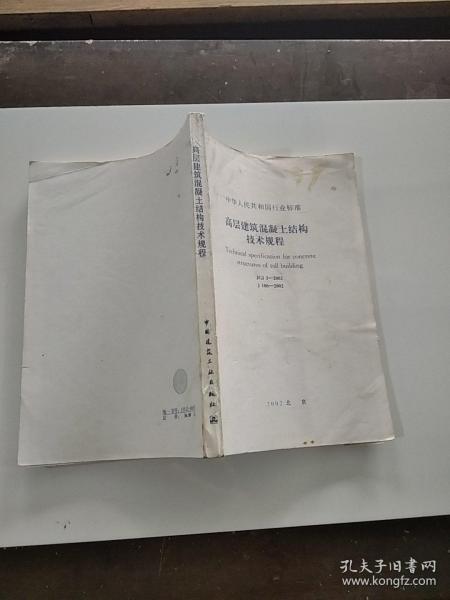 中华人民共和国行业标准
高层建筑混凝土结构
技术规程
Technical specification for concrete
structures of tall building
JGJ 3—2002
J 186—2002
2002 北 京
高层建筑混凝土结构技术规程
中国建筑工业出版社
孔夫子旧书网
www.kongfz.com